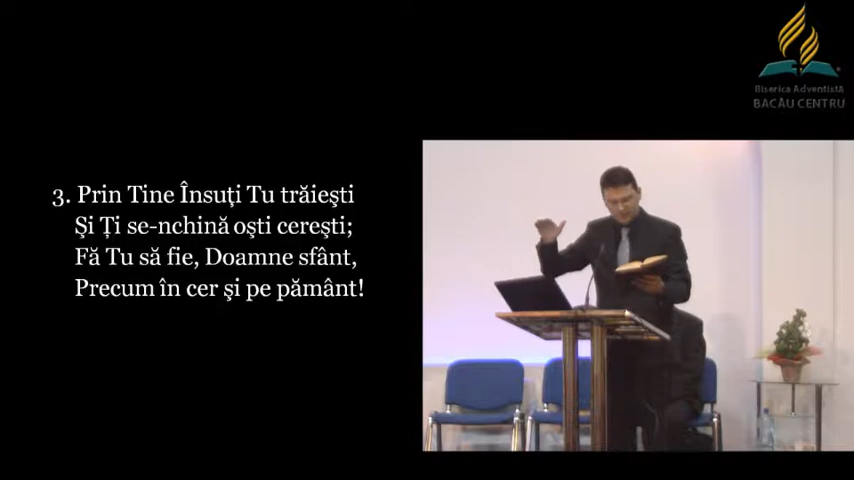 Biserica Adventistă
BACĂU CENTRU
3. Prin Tine Însuţi Tu trăieşti
Şi Ţi se-nchină oşti cereşti;
Fă Tu să fie, Doamne sfânt,
Precum în cer şi pe pământ!